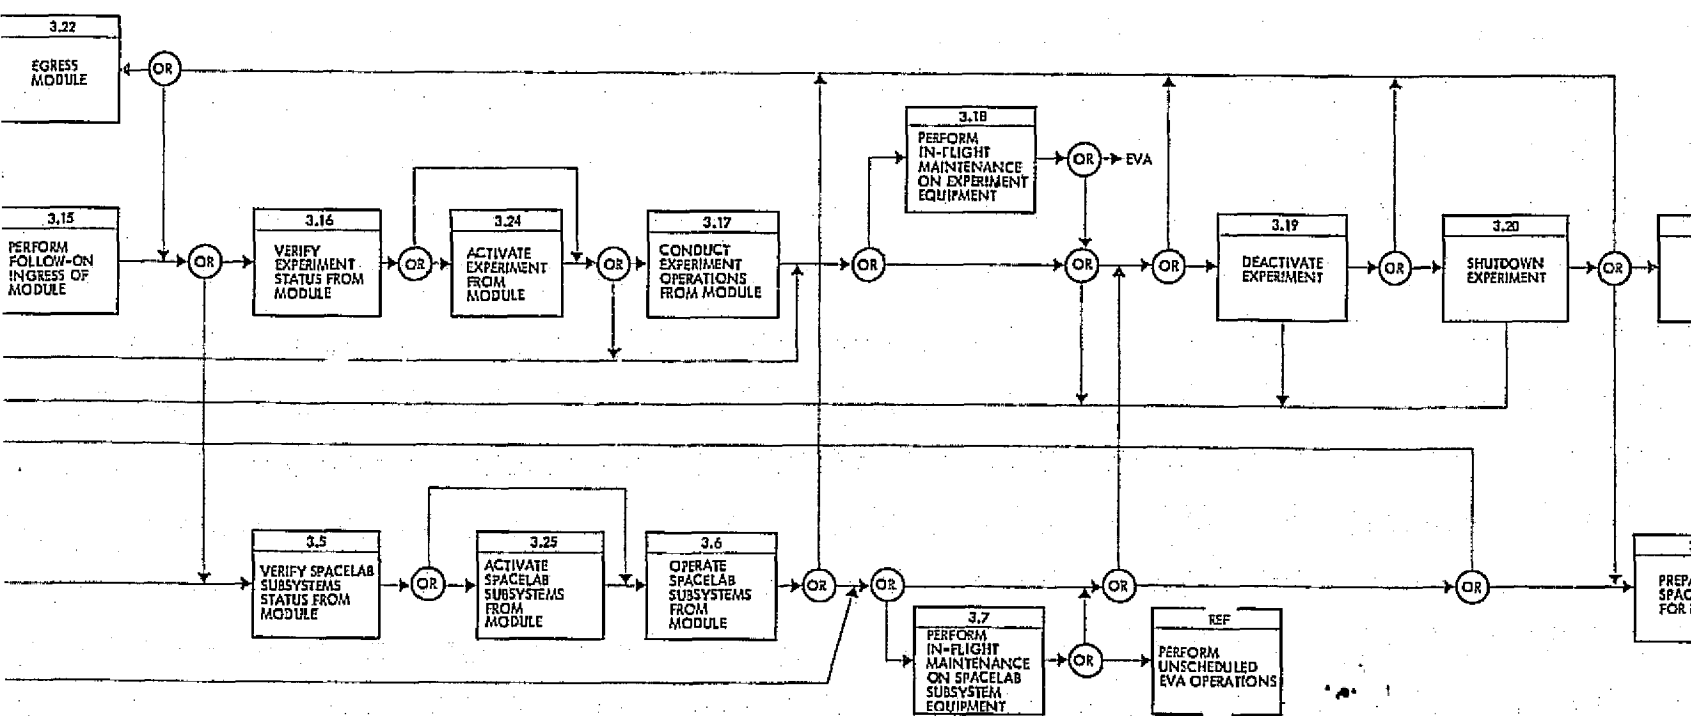 3.22
EGRESS
MODULE
OR
3.18
PERFORM
IN-FLIGHT
MAINTENANCE
ON EXPERIMENT
EQUIPMENT
OR
EVA
3.15
PERFORM
FOLLOW-ON
INGRESS OF
MODULE
OR
3.16
VERIFY
EXPERIMENT
STATUS FROM
MODULE
OR
3.24
ACTIVATE
EXPERIMENT
FROM
MODULE
OR
3.17
CONDUCT
EXPERIMENT
OPERATIONS
FROM MODULE
OR
OR
OR
3.19
DEACTIVATE
EXPERIMENT
OR
3.20
SHUTDOWN
EXPERIMENT
OR
3.5
VERIFY SPACELAB
SUBSYSTEMS
STATUS FROM
MODULE
OR
3.25
ACTIVATE
SPACELAB
SUBSYSTEMS
FROM
MODULE
3.6
OPERATE
SPACELAB
SUBSYSTEMS
FROM
MODULE
OR
OR
OR
OR
3.7
PERFORM
IN-FLIGHT
MAINTENANCE
ON SPACELAB
SUBSYSTEM
EQUIPMENT
OR
REF
PERFORM
UNSCHEDULED
EVA OPERATIONS
FOR